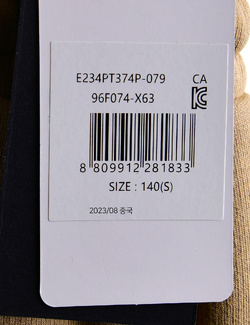 E234PT374P-079 CA
96F074-X63
8 809912 281833
SIZE : 140(S)
2023/08 중국